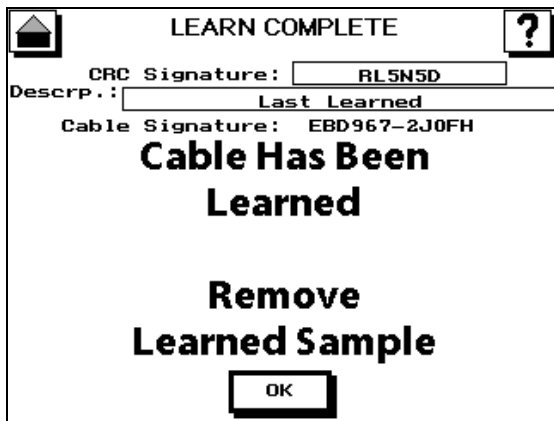 LEARN COMPLETE
?
CRC Signature: RL5N5D
Descrp.: Last Learned
Cable Signature: EBD967-2J0FH
Cable Has Been
Learned
Remove
Learned Sample
OK